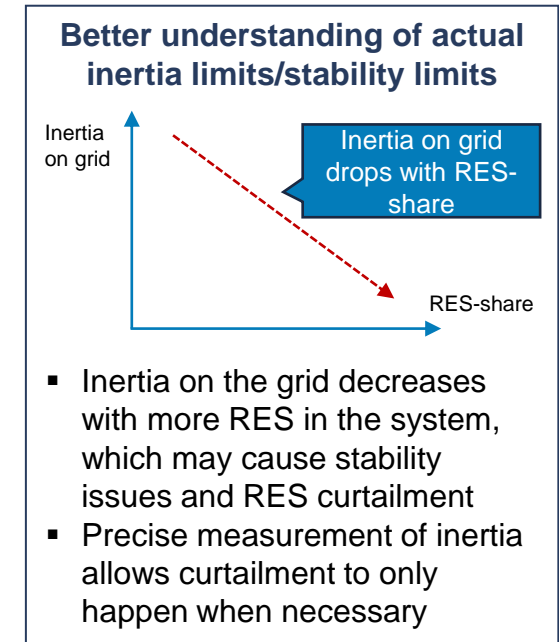 Better understanding of actual
inertia limits/stability limits
Inertia
on grid
Inertia on grid
drops with RES-
share
RES-share
▪ Inertia on the grid decreases
with more RES in the system,
which may cause stability
issues and RES curtailment
▪ Precise measurement of inertia
allows curtailment to only
happen when necessary